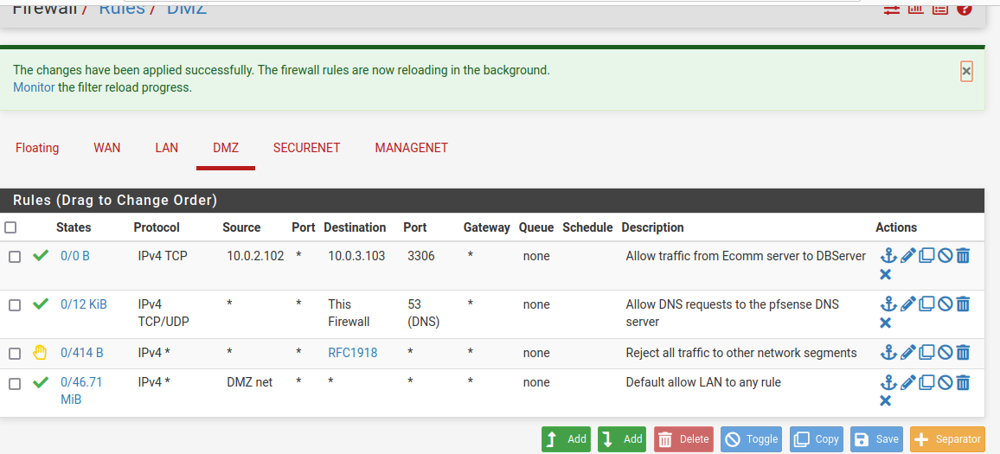 Firewall / Rules / DMZ
The changes have been applied successfully. The firewall rules are now reloading in the background.
Monitor the filter reload progress.
Floating WAN LAN DMZ SECURENET MANAGENET
Rules (Drag to Change Order)
States Protocol Source Port Destination Port Gateway Queue Schedule Description Actions
0/0 B IPv4 TCP 10.0.2.102 * 10.0.3.103 3306 * none Allow traffic from Ecomm server to DBServer
0/12 KiB IPv4 * * This 53 * none Allow DNS requests to the pfsense DNS
TCP/UDP Firewall (DNS) server
0/414 B IPv4 * * * RFC1918 * * none Reject all traffic to other network segments
0/46.71 IPv4 * DMZ net * * * * none Default allow LAN to any rule
MiB
Add Add Delete Toggle Copy Save Separator